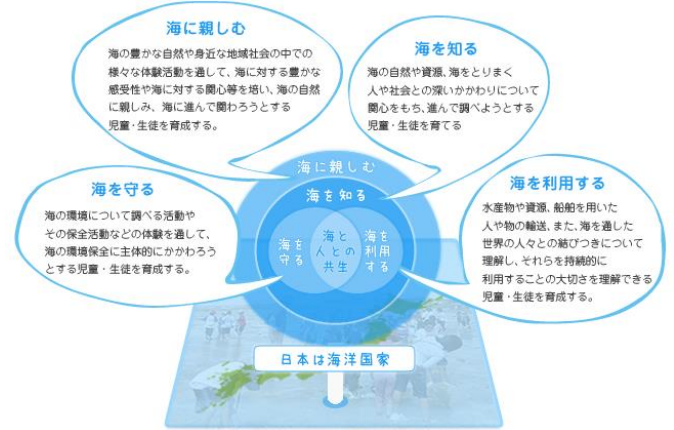 海に親しむ
海の豊かな自然や身近な地域社会の中での
様々な体験活動を通して、海に対する豊かな
感受性や海に対する関心等を培い、海の自然
に親しみ、海に進んで関わろうとする
児童・生徒を育成する。
海を知る
海の自然や資源、海をとりまく
人や社会との深いかかわりについて
関心をもち、進んで調べようとする
児童・生徒を育てる
海を守る
海の環境について調べる活動や
その保全活動などの体験を通して、
海の環境保全に主体的にかかわろう
とする児童・生徒を育成する。
海を利用する
水産物や資源、船舶を用いた
人や物の輸送、また、海を通した
世界の人々との結びつきについて
理解し、それらを持続的に
利用することの大切さを理解できる
児童・生徒を育成する。
海に親しむ
海を知る
海を
守る
海と
人との
共生
海を
利用
する
日本は海洋国家